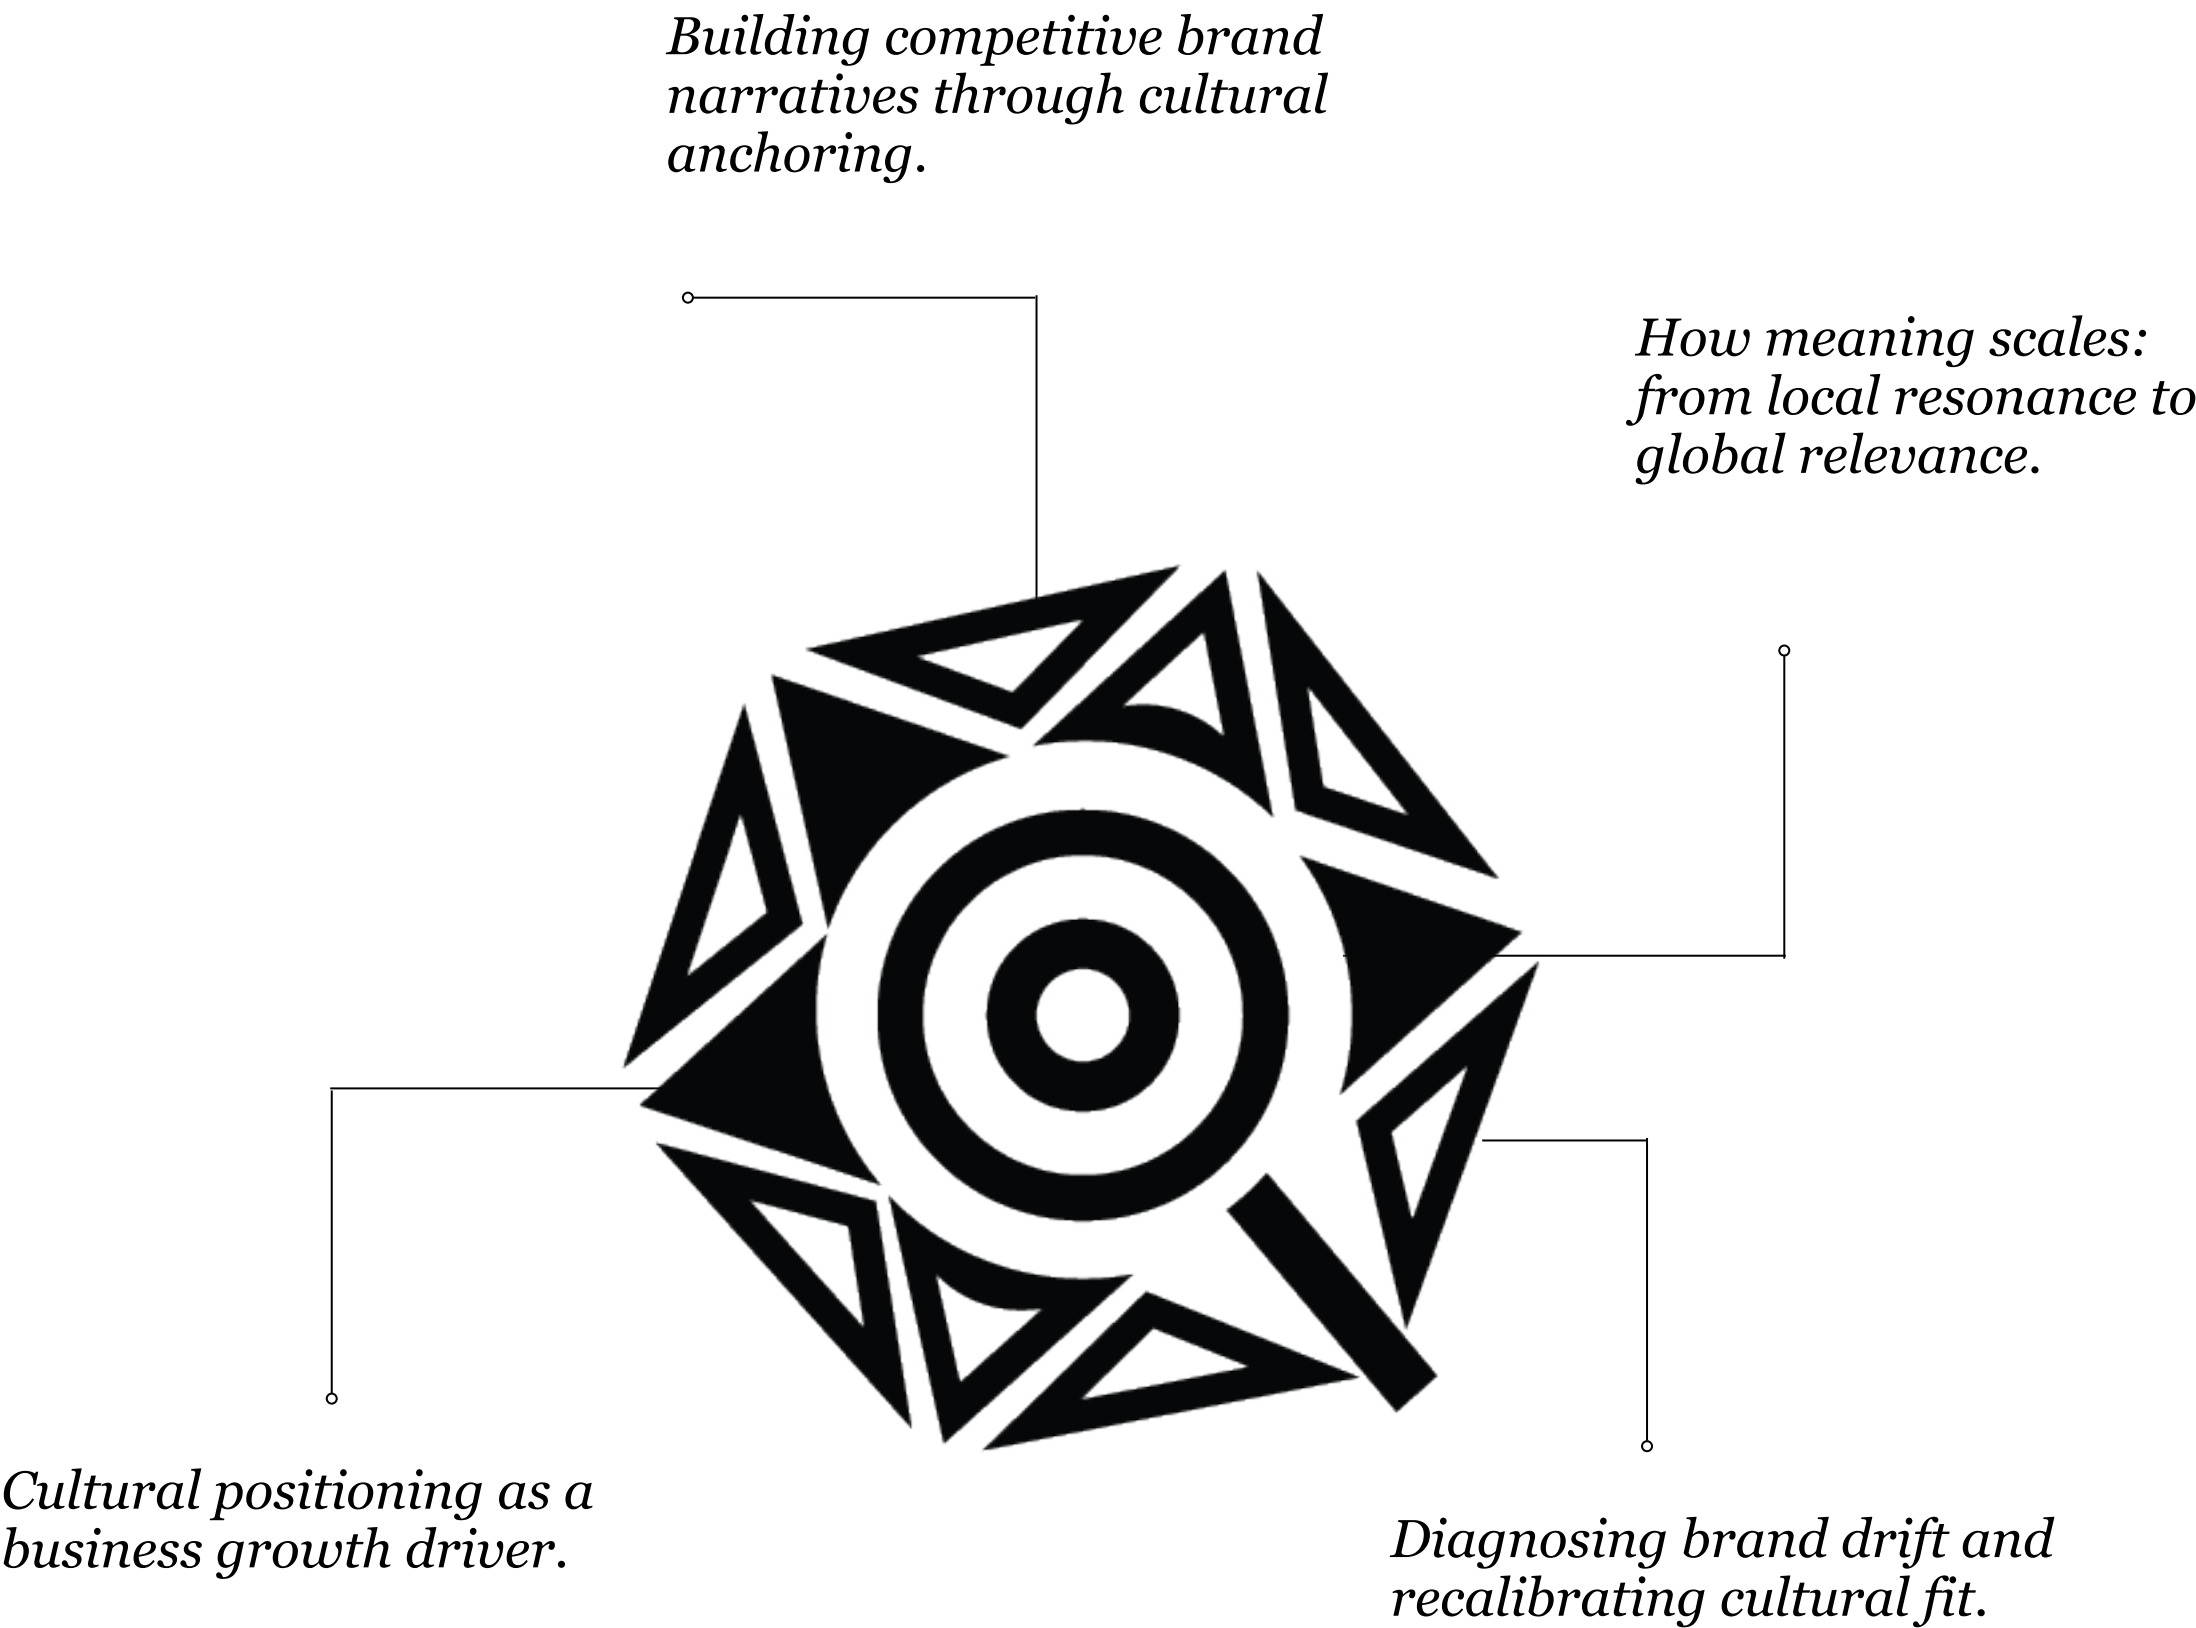 Building competitive brand
narratives through cultural
anchoring.
How meaning scales:
from local resonance to
global relevance.
Cultural positioning as a
business growth driver.
Diagnosing brand drift and
recalibrating cultural fit.